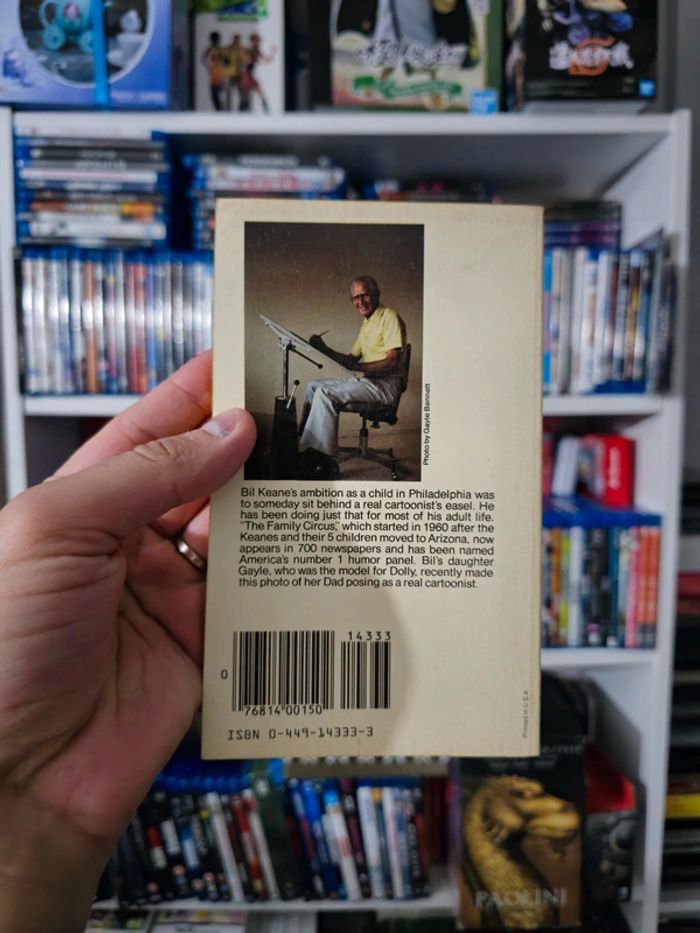 Photo by Gayle Bennett
Bil Keane's ambition as a child in Philadelphia was
to someday sit behind a real cartoonist's easel. He
has been doing just that for most of his adult life.
"The Family Circus," which started in 1960 after the
Keanes and their 5 children moved to Arizona, now
appears in 700 newspapers and has been named
America's number 1 humor panel. Bil's daughter
Gayle, who was the model for Dolly, recently made
this photo of her Dad posing as a real cartoonist.
14333
0
76814 00150
ISBN 0-449-14333-3
Printed in U.S.A.
PAOLINI